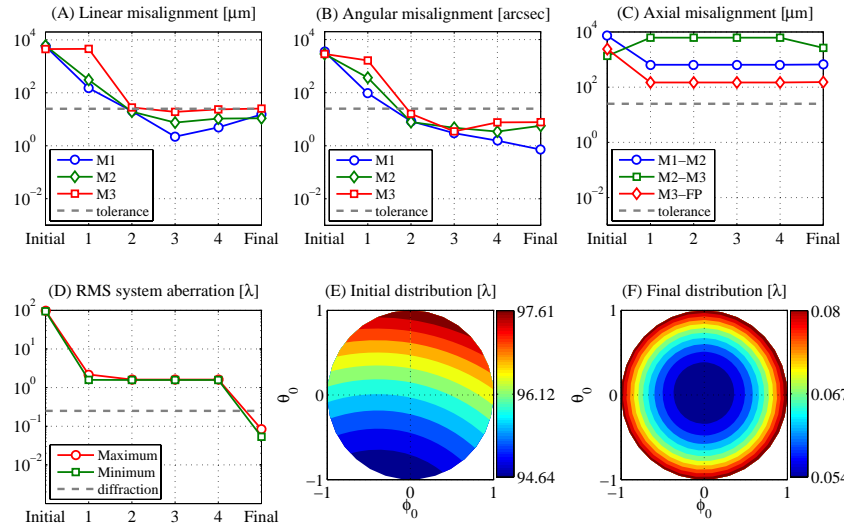 (A) Linear misalignment [μm]
10^4
10^2
10^0
10^-2
M1
M2
M3
tolerance
Initial 1 2 3 4 Final
(B) Angular misalignment [arcsec]
10^4
10^2
10^0
10^-2
M1
M2
M3
tolerance
Initial 1 2 3 4 Final
(C) Axial misalignment [μm]
10^4
10^2
10^0
10^-2
M1–M2
M2–M3
M3–FP
tolerance
Initial 1 2 3 4 Final
(D) RMS system aberration [λ]
10^2
10^1
10^0
10^-1
10^-2
Maximum
Minimum
diffraction
Initial 1 2 3 4 Final
(E) Initial distribution [λ]
1
θ_0
0
−1
−1 0 1
ϕ_0
97.61
96.12
94.64
(F) Final distribution [λ]
1
θ_0
0
−1
−1 0 1
ϕ_0
0.08
0.067
0.054